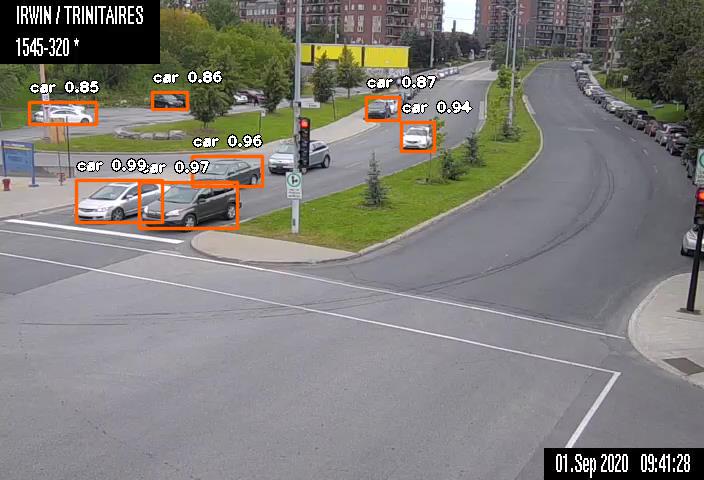 IRWIN / TRINITAIRES
1545-320 *
car 0.85
car 0.86
car 0.87
car 0.94
car 0.96
car 0.99
car 0.97
01.Sep 2020 09:41:28